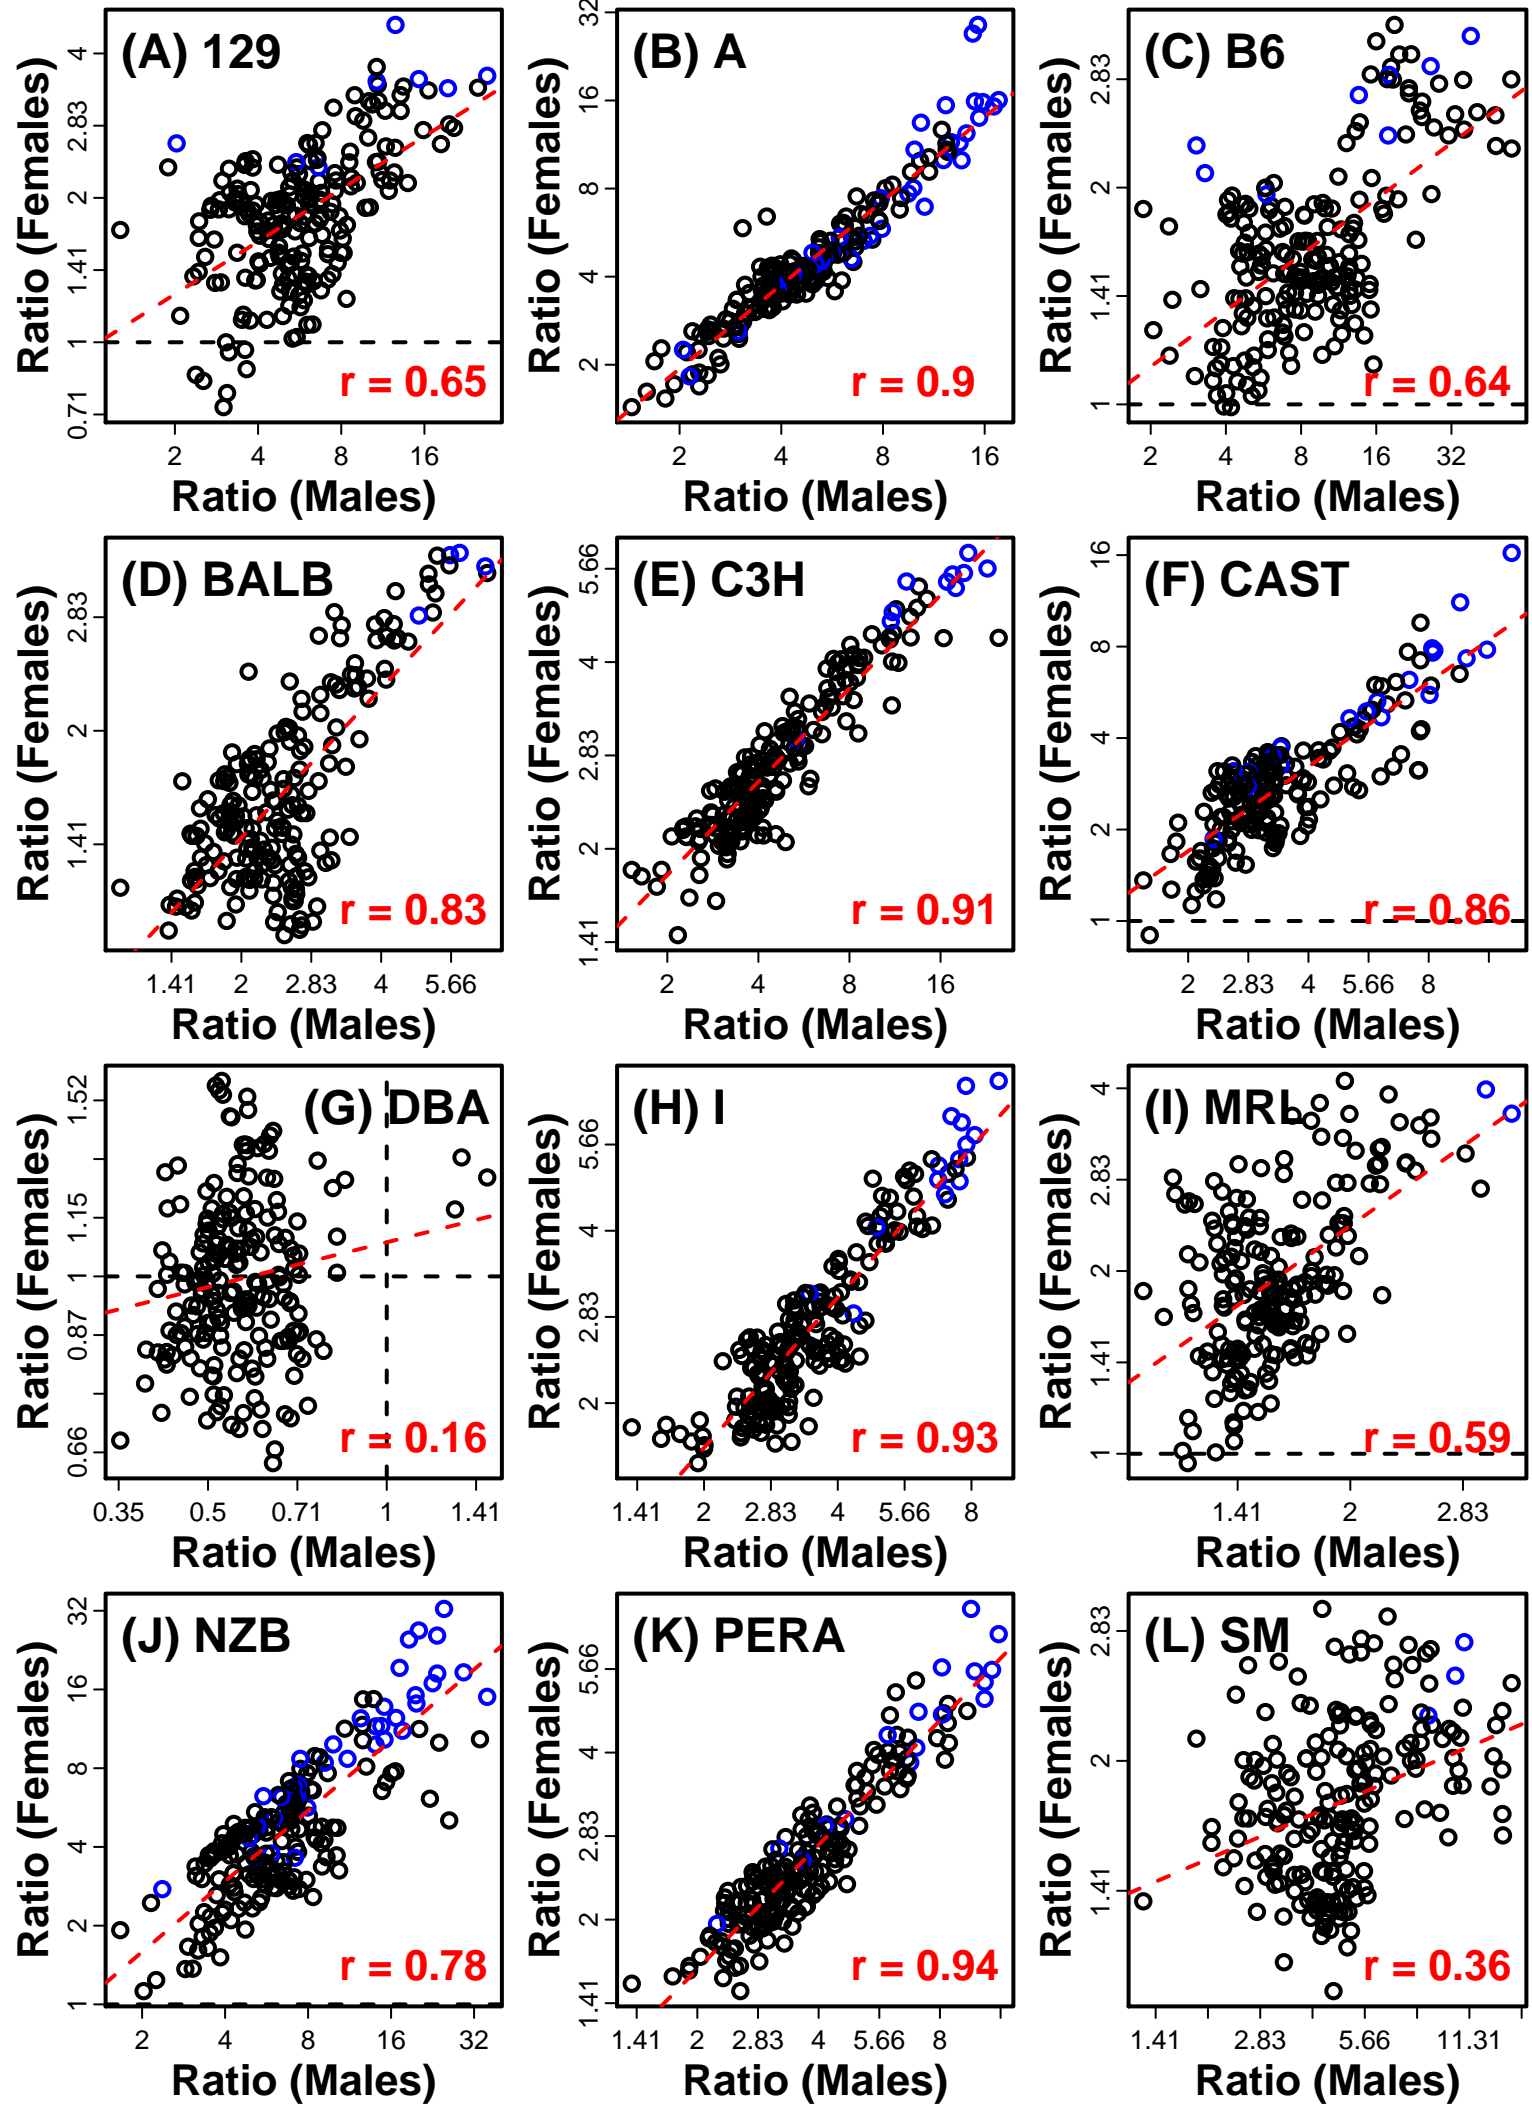 (A) 129
Ratio (Females)
0.71 1 1.41 2 2.83 4
r = 0.65
2 4 8 16
Ratio (Males)
(B) A
Ratio (Females)
2 4 8 16 32
r = 0.9
2 4 8 16
Ratio (Males)
(C) B6
Ratio (Females)
1 1.41 2 2.83
r = 0.64
2 4 8 16 32
Ratio (Males)
(D) BALB
Ratio (Females)
1.41 2 2.83
r = 0.83
1.41 2 2.83 4 5.66
Ratio (Males)
(E) C3H
Ratio (Females)
1.41 2 2.83 4 5.66
r = 0.91
2 4 8 16
Ratio (Males)
(F) CAST
Ratio (Females)
1 2 4 8 16
r = 0.86
2 2.83 4 5.66 8
Ratio (Males)
(G) DBA
Ratio (Females)
0.66 0.87 1 1.15 1.52
r = 0.16
0.35 0.5 0.71 1 1.41
Ratio (Males)
(H) I
Ratio (Females)
2 2.83 4 5.66
r = 0.93
1.41 2 2.83 4 5.66 8
Ratio (Males)
(I) MRL
Ratio (Females)
1 1.41 2 2.83 4
r = 0.59
1.41 2 2.83
Ratio (Males)
(J) NZB
Ratio (Females)
1 2 4 8 16 32
r = 0.78
2 4 8 16 32
Ratio (Males)
(K) PERA
Ratio (Females)
1.41 2 2.83 4 5.66
r = 0.94
1.41 2 2.83 4 5.66 8
Ratio (Males)
(L) SM
Ratio (Females)
1.41 2 2.83
r = 0.36
1.41 2.83 5.66 11.31
Ratio (Males)